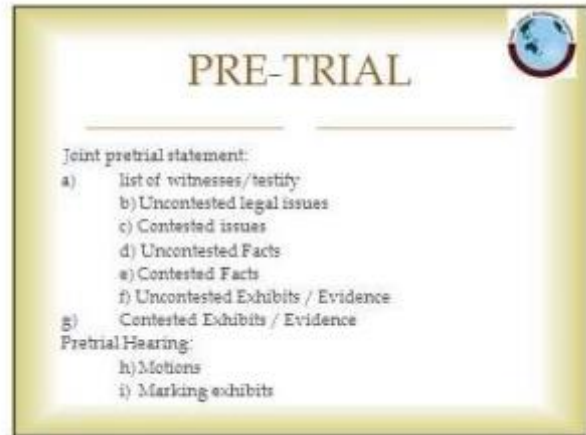 PRE-TRIAL
Joint pretrial statement:
a) list of witnesses/testify
b) Uncontested legal issues
c) Contested issues
d) Uncontested Facts
e) Contested Facts
f) Uncontested Exhibits / Evidence
g) Contested Exhibits / Evidence
Pretrial Hearing:
h) Motions
i) Marking exhibits